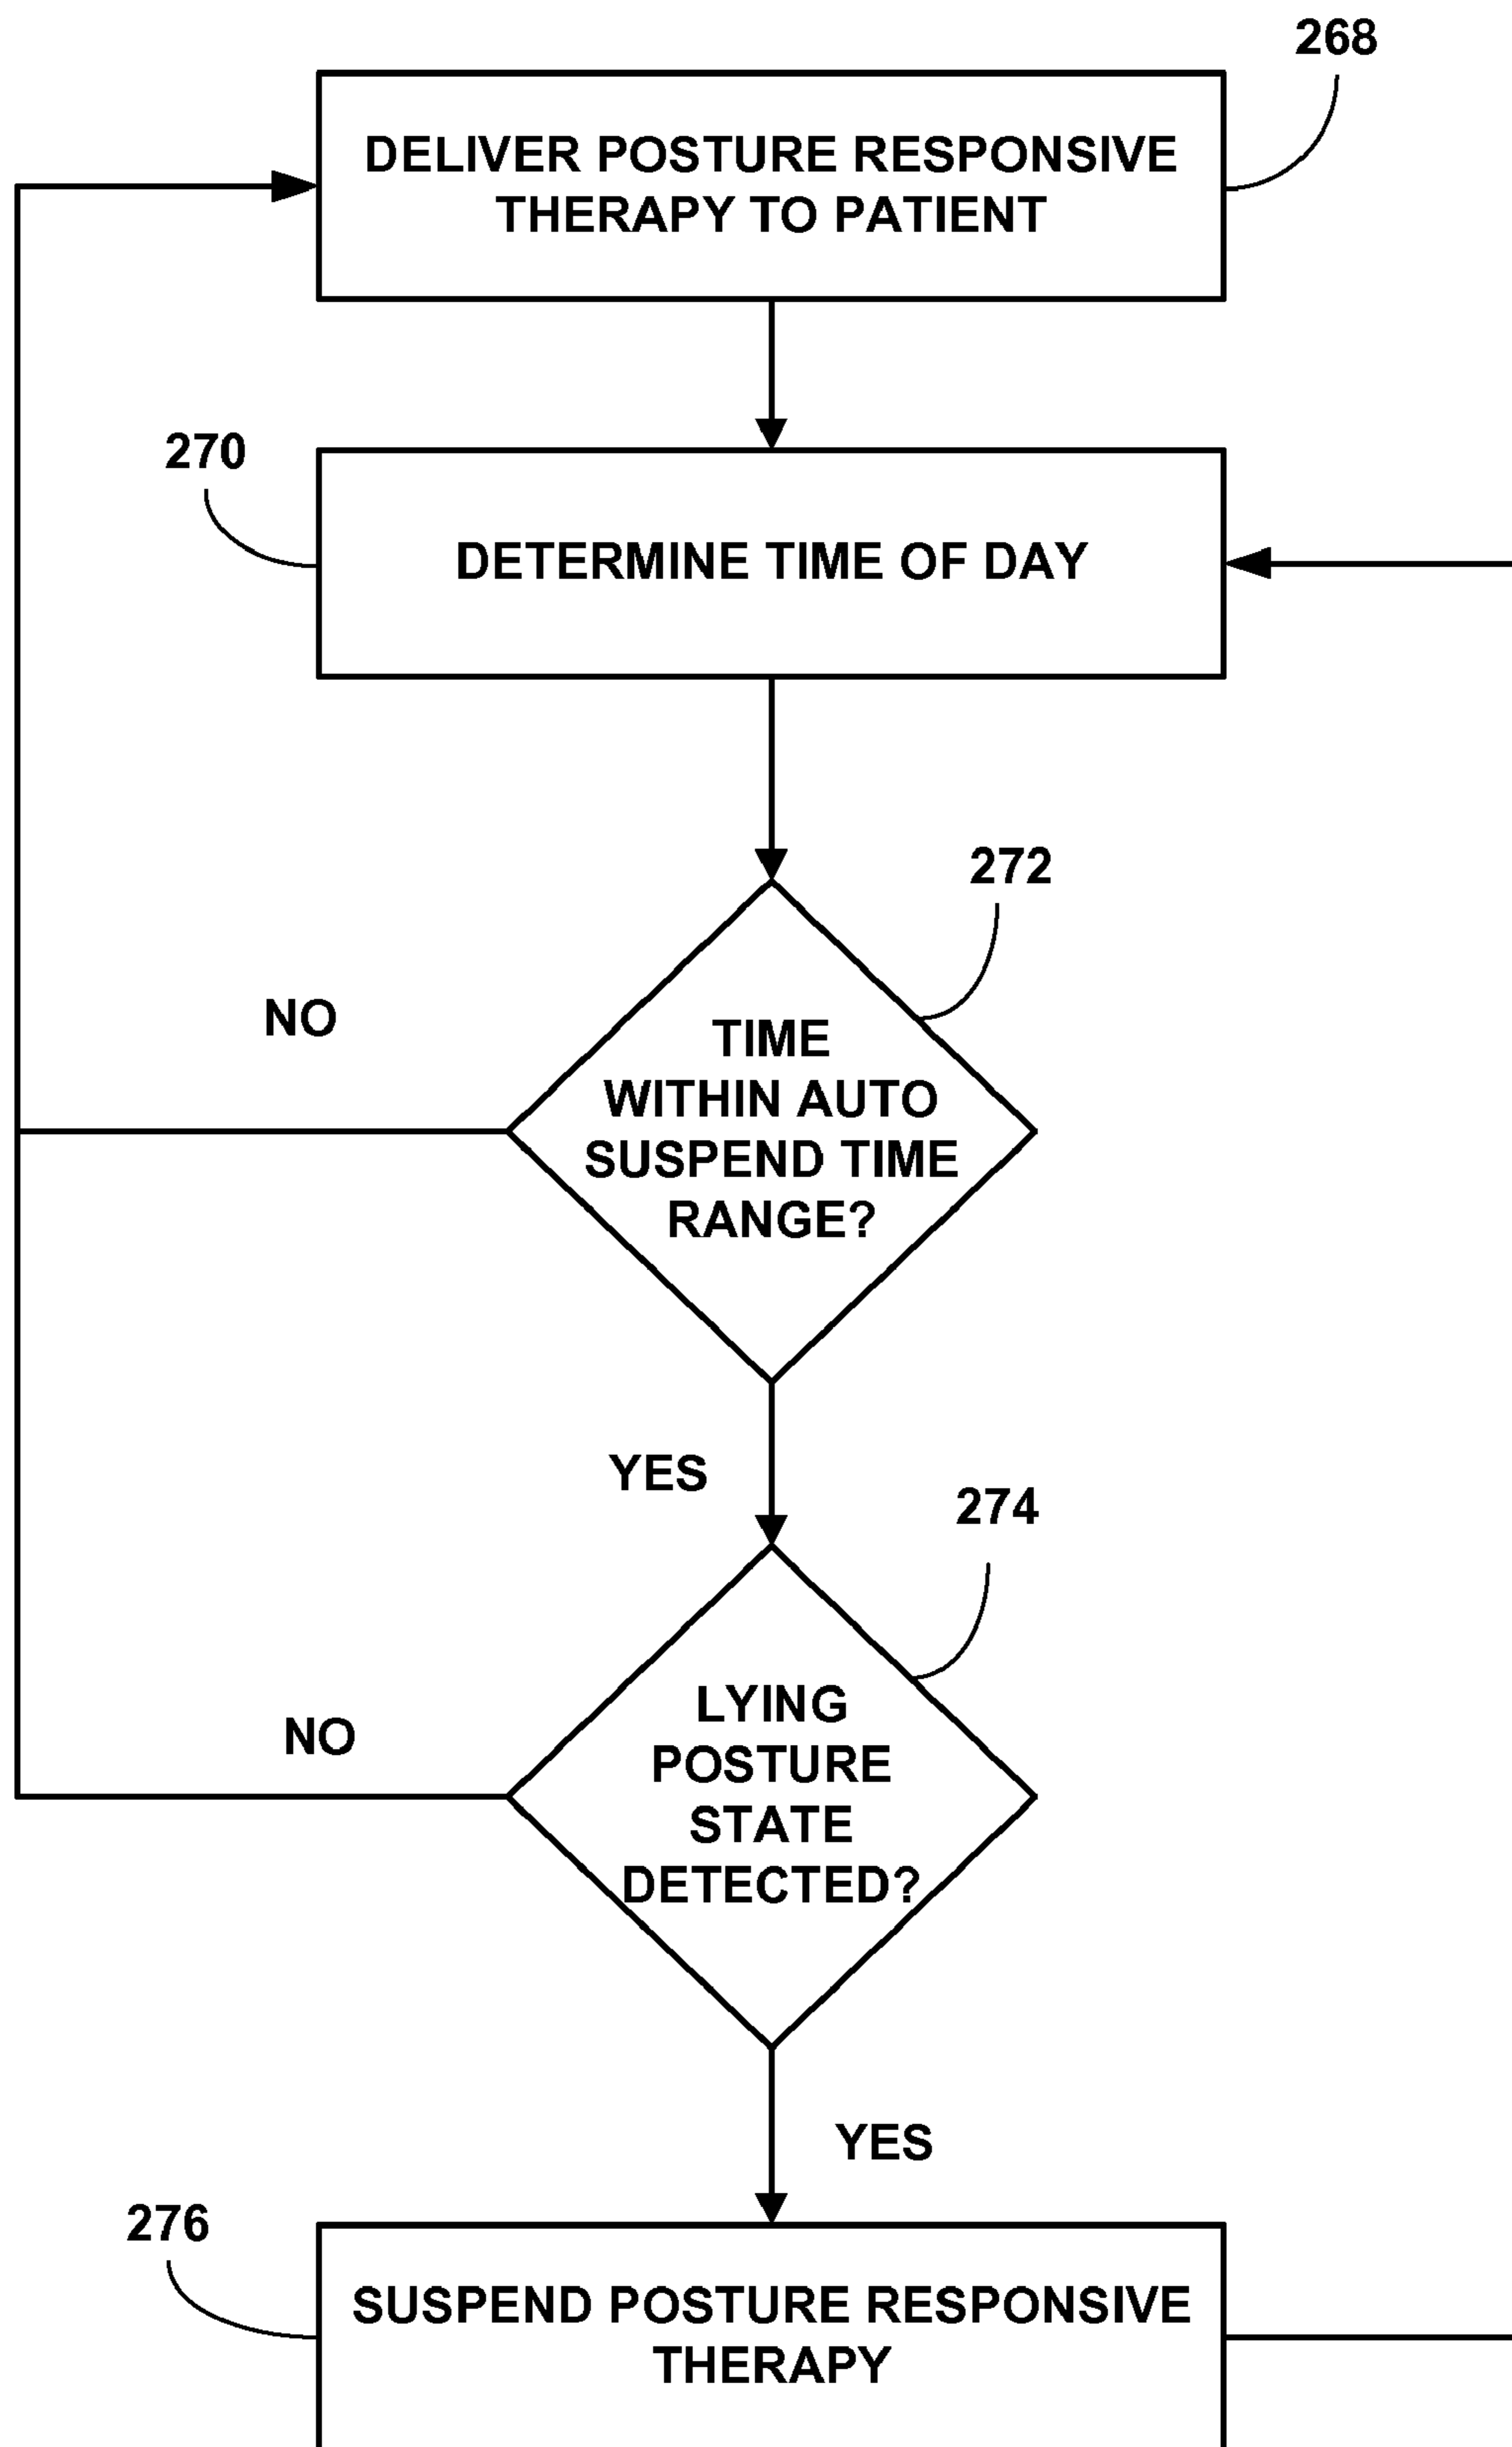 268
DELIVER POSTURE RESPONSIVE
THERAPY TO PATIENT
270
DETERMINE TIME OF DAY
272
NO
TIME
WITHIN AUTO
SUSPEND TIME
RANGE?
YES
274
NO
LYING
POSTURE
STATE
DETECTED?
YES
276
SUSPEND POSTURE RESPONSIVE
THERAPY